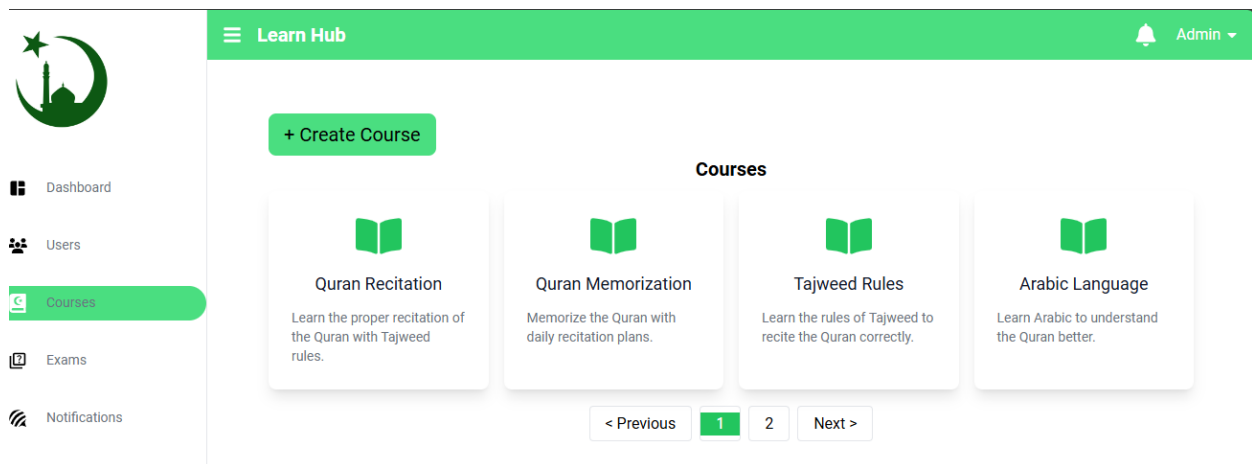 Learn Hub
Admin
Dashboard
Users
Courses
Exams
Notifications
+ Create Course
Courses
Quran Recitation
Learn the proper recitation of
the Quran with Tajweed
rules.
Quran Memorization
Memorize the Quran with
daily recitation plans.
Tajweed Rules
Learn the rules of Tajweed to
recite the Quran correctly.
Arabic Language
Learn Arabic to understand
the Quran better.
< Previous 1 2 Next >